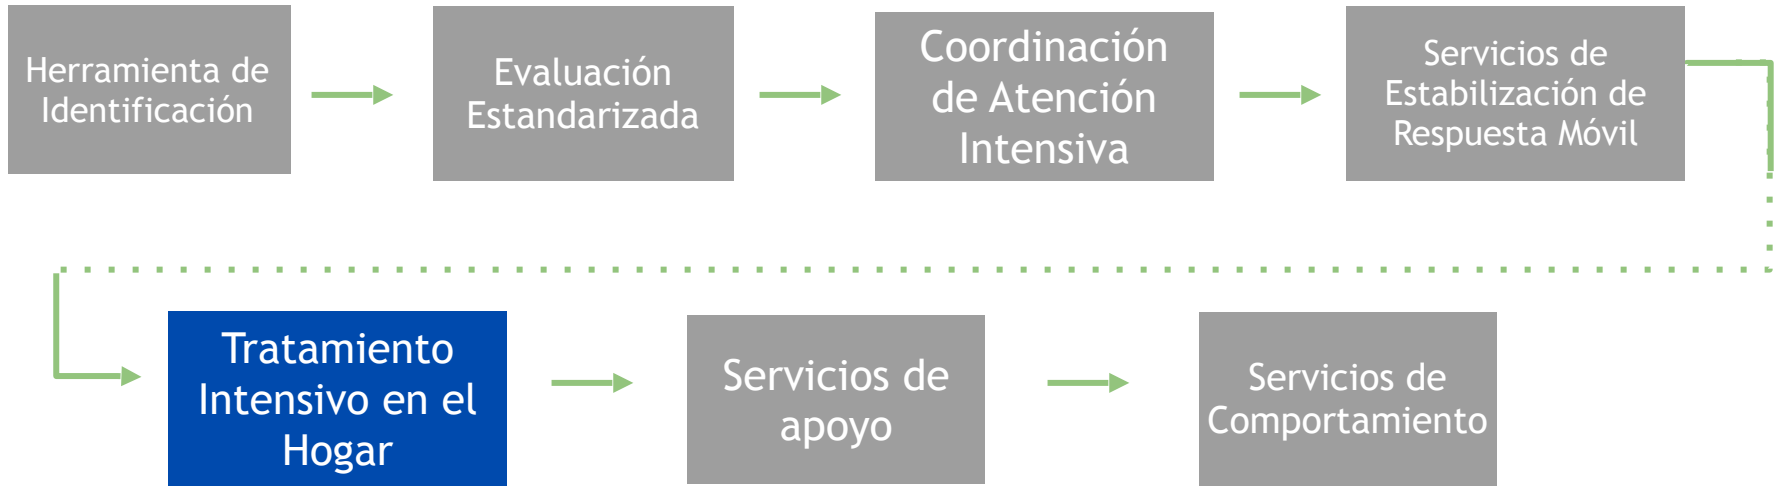 Herramienta de
Identificación
Evaluación
Estandarizada
Coordinación
de Atención
Intensiva
Servicios de
Estabilización de
Respuesta Móvil
Tratamiento
Intensivo en el
Hogar
Servicios de
apoyo
Servicios de
Comportamiento